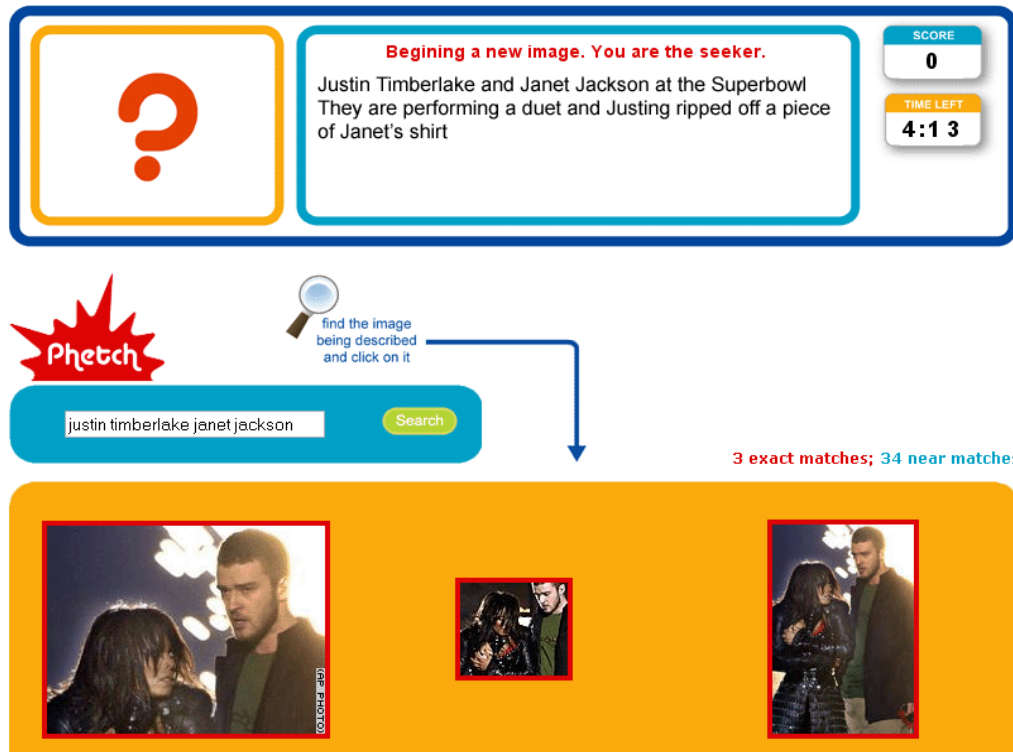 Begining a new image. You are the seeker.
Justin Timberlake and Janet Jackson at the Superbowl
They are performing a duet and Justing ripped off a piece
of Janet's shirt
SCORE
0
TIME LEFT
4:13
?
Phetch
find the image
being described
and click on it
justin timberlake janet jackson
Search
3 exact matches; 34 near matche
(AP PHOTO)